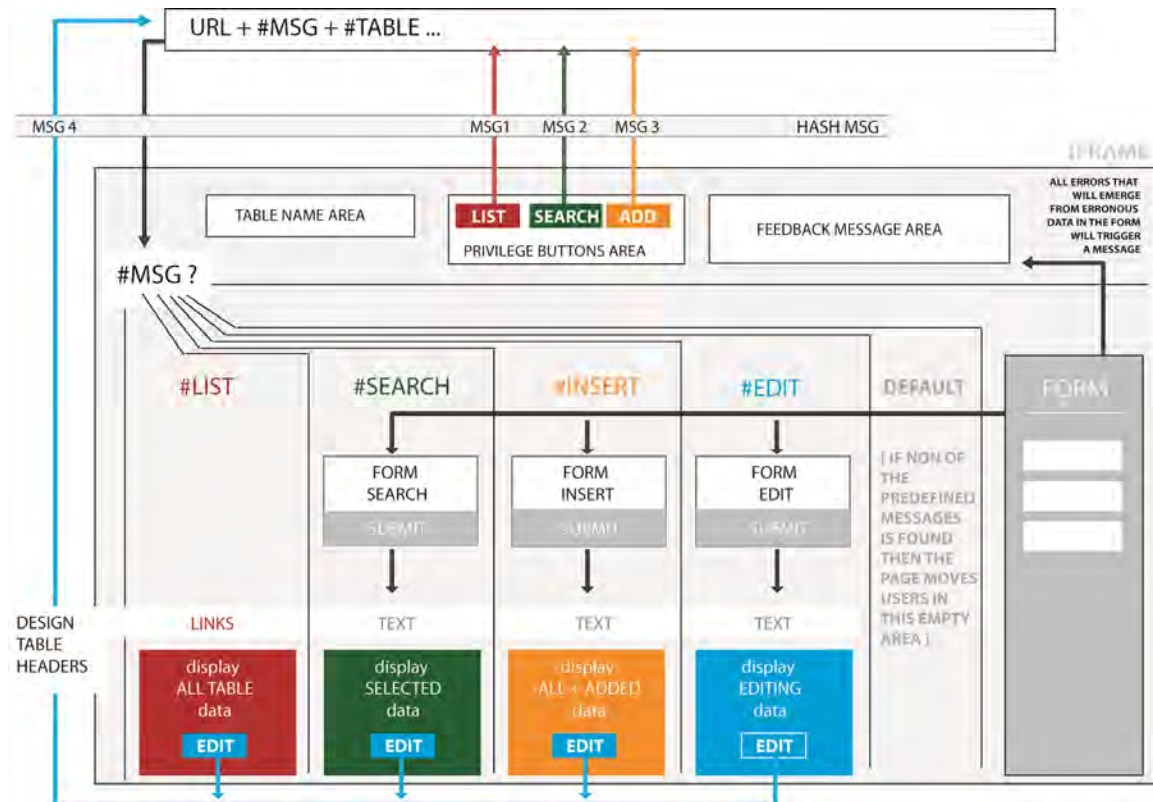 URL + #MSG + #TABLE ...
MSG 4
MSG1
MSG 2
MSG 3
HASH MSG
IFRAME
TABLE NAME AREA
LIST
SEARCH
ADD
PRIVILEGE BUTTONS AREA
FEEDBACK MESSAGE AREA
ALL ERRORS THAT
WILL EMERGE
FROM ERRONOUS
DATA IN THE FORM
WILL TRIGGER
A MESSAGE
#MSG ?
#LIST
#SEARCH
#INSERT
#EDIT
DEFAULT
FORM
FORM
SEARCH
SUBMIT
FORM
INSERT
SUBMIT
FORM
EDIT
SUBMIT
[ IF NON OF
THE
PREDEFINED
MESSAGES
IS FOUND
THEN THE
PAGE MOVES
USERS IN
THIS EMPTY
AREA ]
DESIGN
TABLE
HEADERS
LINKS
TEXT
TEXT
TEXT
display
ALL TABLE
data
EDIT
display
SELECTED
data
EDIT
display
ALL + ADDED
data
EDIT
display
EDITING
data
EDIT